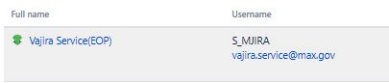 Full name Username
Vajira Service(EOP) S_MJIRA
vajira.service@max.gov